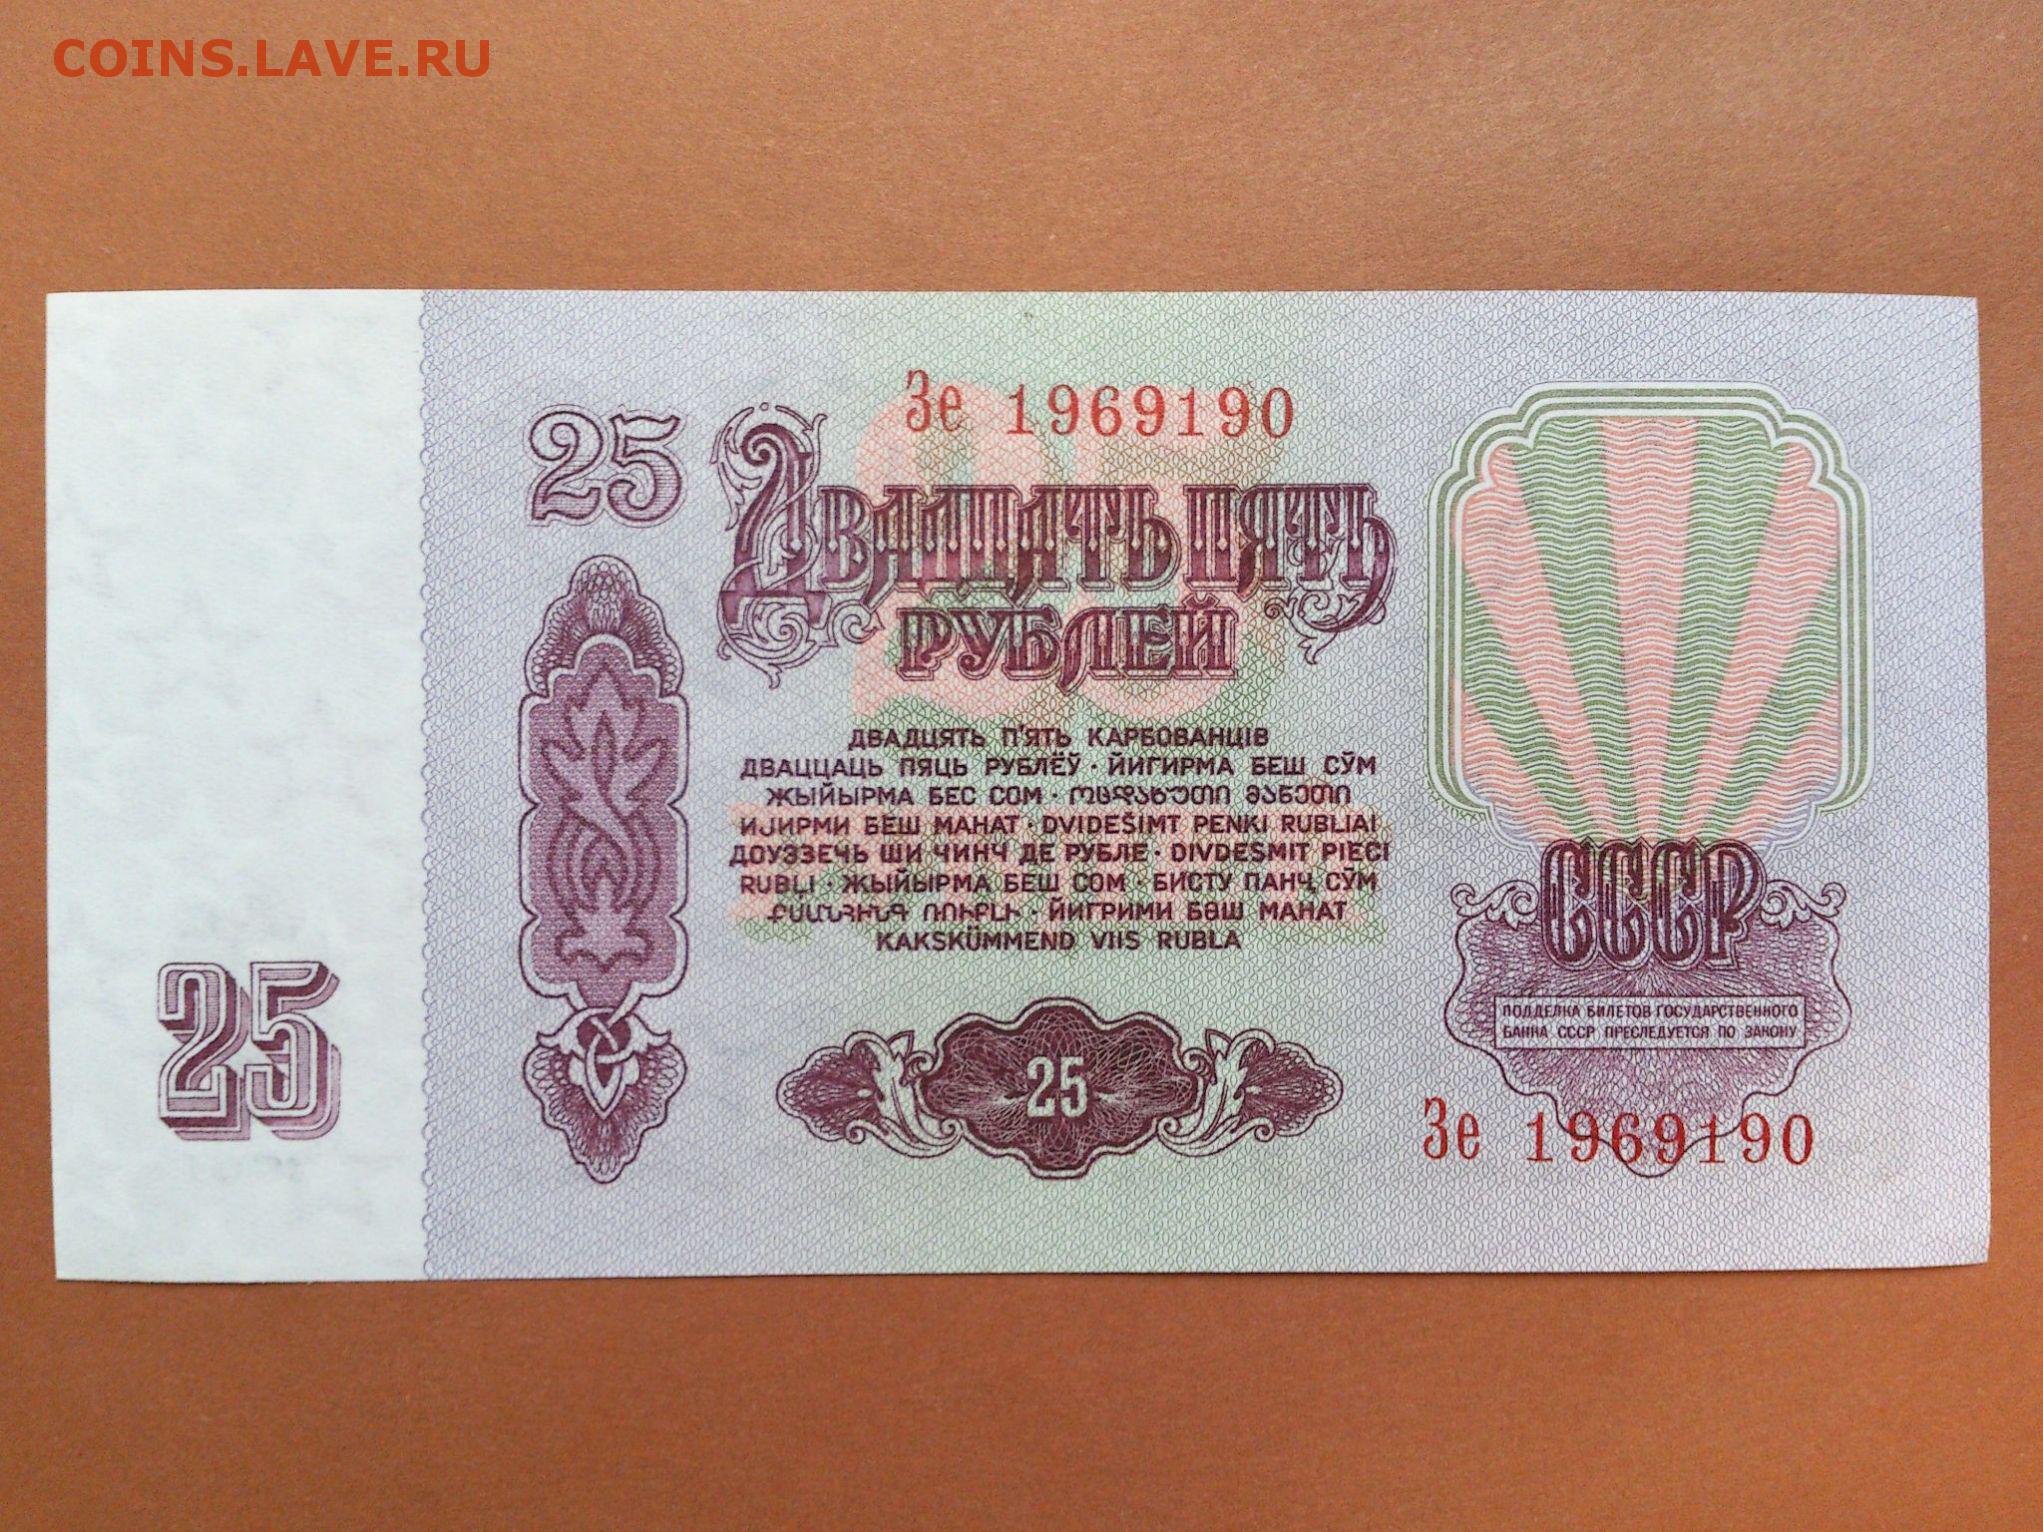 COINS.LAVE.RU
Зе 1969190
25
ДВАДЦАТЬ ПЯТЬ
РУБЛЕЙ
ДВАДЦЯТЬ П'ЯТЬ КАРБОВАНЦІВ
ДВАЦЦАЦЬ ПЯЦЬ РУБЛЁЎ · ЙИГИРМА БЕШ СЎМ
ЖЫЙЫРМА БЕС СОМ · ოცდახუთი მანეთი
ИЈИРМИ БЕШ МАНАТ · DVIDEŠIMT PENKI RUBLIAI
ДОУЗЗЕЧЬ ШИ ЧИНЧ ДЕ РУБЛЕ · DIVDESMIT PIECI
RUBĻI · ЖЫЙЫРМА БЕШ СОМ · БИСТУ ПАНҶ СӮМ
ՔՍԱՆՀԻՆԳ ՌՈՒԲԼԻ · ЙИГРИМИ БӘШ МАНАТ
KAKSKÜMMEND VIIS RUBLA
СССР
ПОДДЕЛКА БИЛЕТОВ ГОСУДАРСТВЕННОГО
БАНКА СССР ПРЕСЛЕДУЕТСЯ ПО ЗАКОНУ
25
25
Зе 1969190